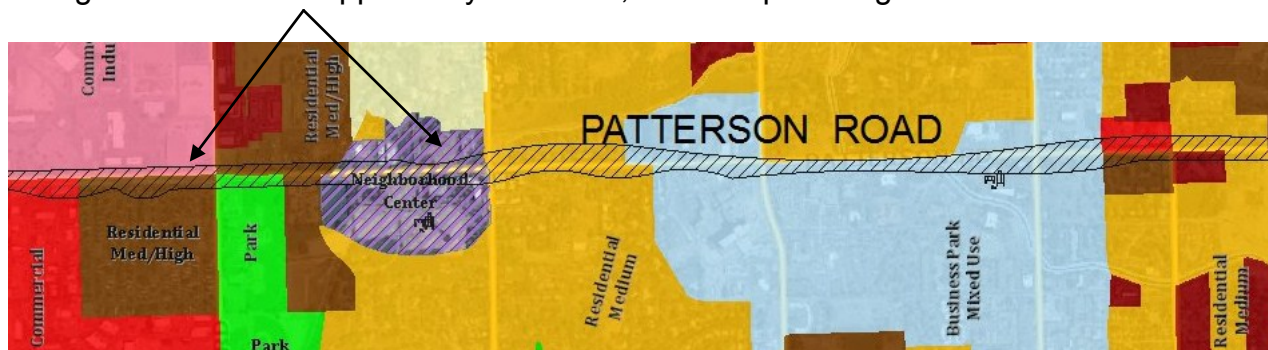 Comme
Indu
Residential
Med/High
PATTERSON ROAD
Neighborhood
Center
Residential
Med/High
Park
Commercial
Residential
Medium
Business Park
Mixed Use
Residential
Medium
Park